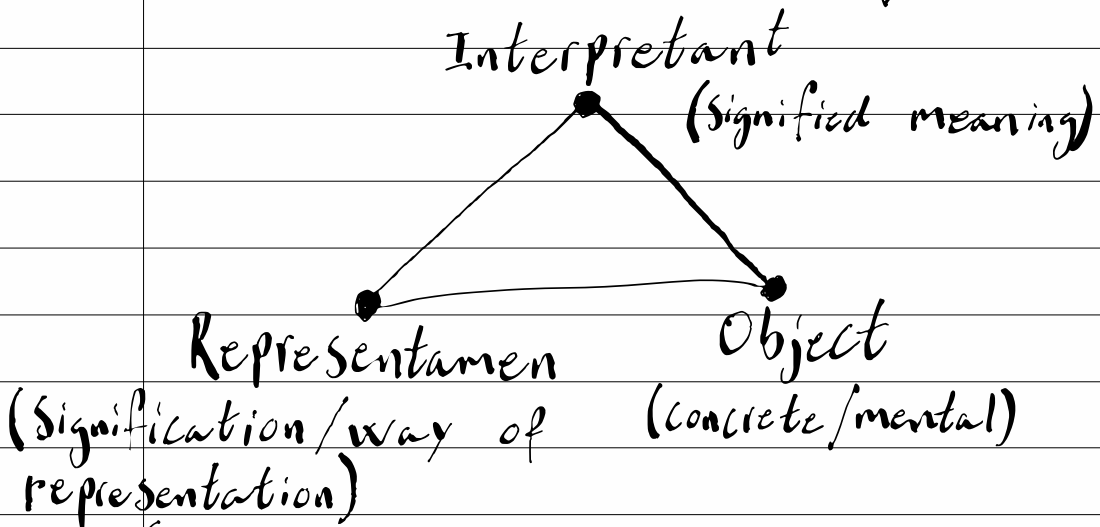 Interpretant
(Signified meaning)
Representamen
Object
(Signification/way of
representation)
(concrete/mental)